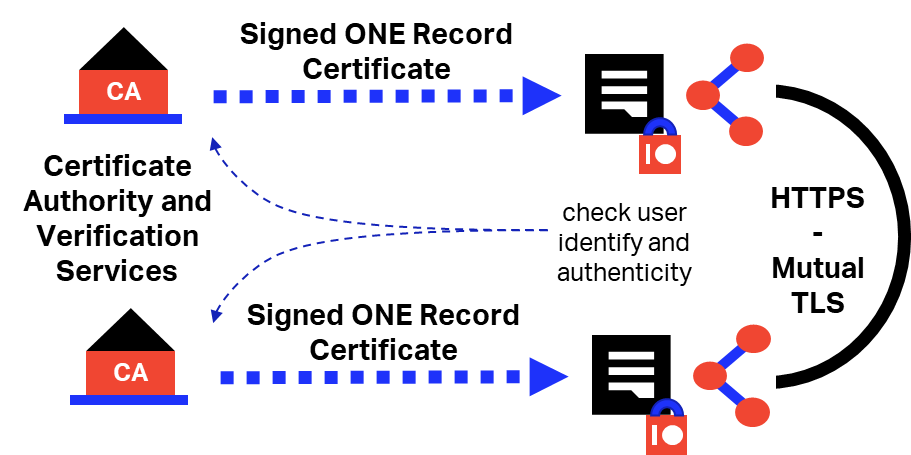 Signed ONE Record
Certificate
CA
Certificate
Authority and
Verification
Services
check user
identify and
authenticity
HTTPS
-
Mutual
TLS
Signed ONE Record
Certificate
CA